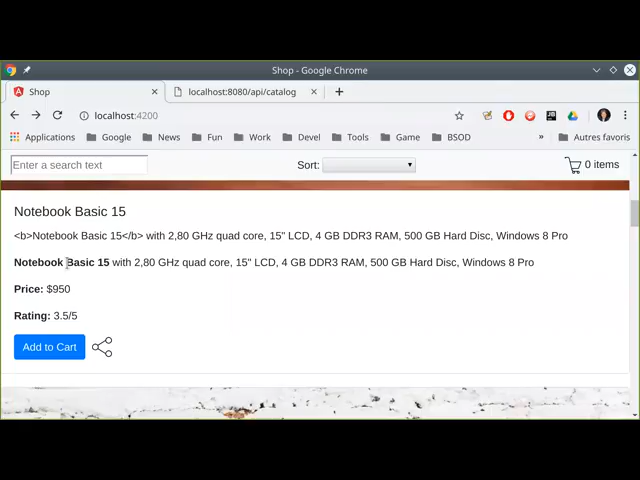 Shop - Google Chrome
Shop
localhost:8080/api/catalog
localhost:4200
Applications Google News Fun Work Devel Tools Game BSOD » Autres favoris
Enter a search text Sort: 0 items
Notebook Basic 15
<b>Notebook Basic 15</b> with 2,80 GHz quad core, 15" LCD, 4 GB DDR3 RAM, 500 GB Hard Disc, Windows 8 Pro
Notebook Basic 15 with 2,80 GHz quad core, 15" LCD, 4 GB DDR3 RAM, 500 GB Hard Disc, Windows 8 Pro
Price: $950
Rating: 3.5/5
Add to Cart